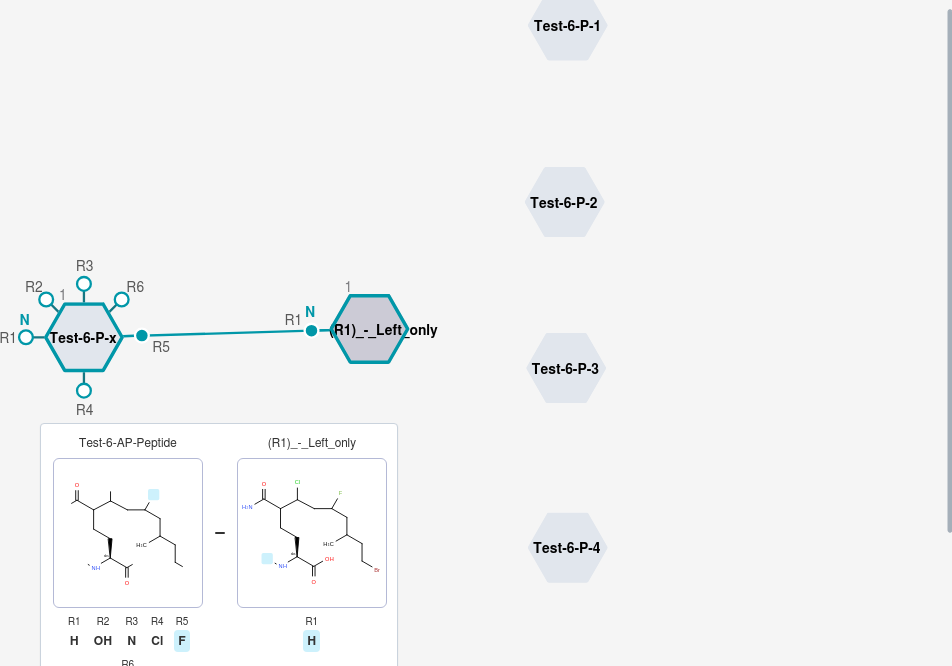 Test-6-P-1
Test-6-P-2
R3
R2
1
R6
1
N
N
R1
Test-6-P-x
R5
R1
(R1)_-_Left_only
Test-6-P-3
R4
Test-6-AP-Peptide
(R1)_-_Left_only
O
H₃C
NH
O
–
O
H₂N
Cl
F
H₃C
NH
OH
O
Br
Test-6-P-4
R1 R2 R3 R4 R5
H OH N Cl F
R6
R1
H